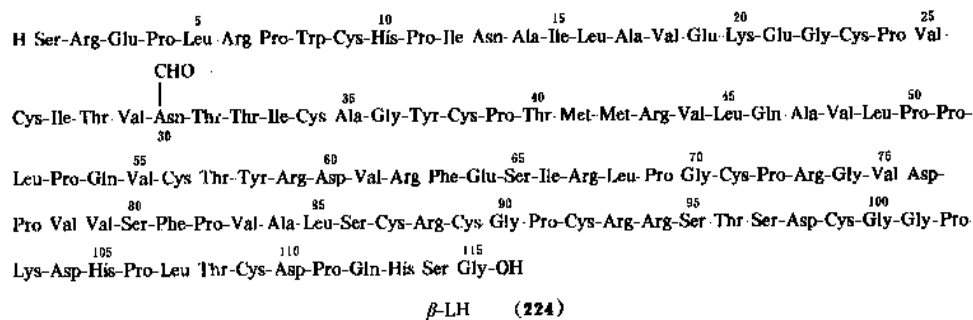 5 10 15 20 25
H Ser-Arg-Glu-Pro-Leu Arg Pro-Trp-Cys-His-Pro-Ile Asn-Ala-Ile-Leu-Ala-Val Glu-Lys-Glu-Gly-Cys-Pro Val-
CHO
35 40 45 50
Cys-Ile-Thr Val-Asn-Thr-Thr-Ile-Cys Ala-Gly-Tyr-Cys-Pro-Thr Met-Met-Arg-Val-Leu-Gln Ala-Val-Leu-Pro-Pro-
30
55 60 65 70 75
Leu-Pro-Gln-Val-Cys Thr-Tyr-Arg-Asp-Val-Arg Phe-Glu-Ser-Ile-Arg-Leu Pro Gly-Cys-Pro-Arg-Gly-Val Asp-
80 85 90 95 100
Pro Val Val-Ser-Phe-Pro-Val-Ala-Leu-Ser-Cys-Arg-Cys Gly Pro-Cys-Arg-Arg-Ser Thr Ser-Asp-Cys-Gly-Gly-Pro-
105 110 115
Lys-Asp-His-Pro-Leu Thr-Cys-Asp-Pro-Gln-His Ser Gly-OH
β-LH (224)